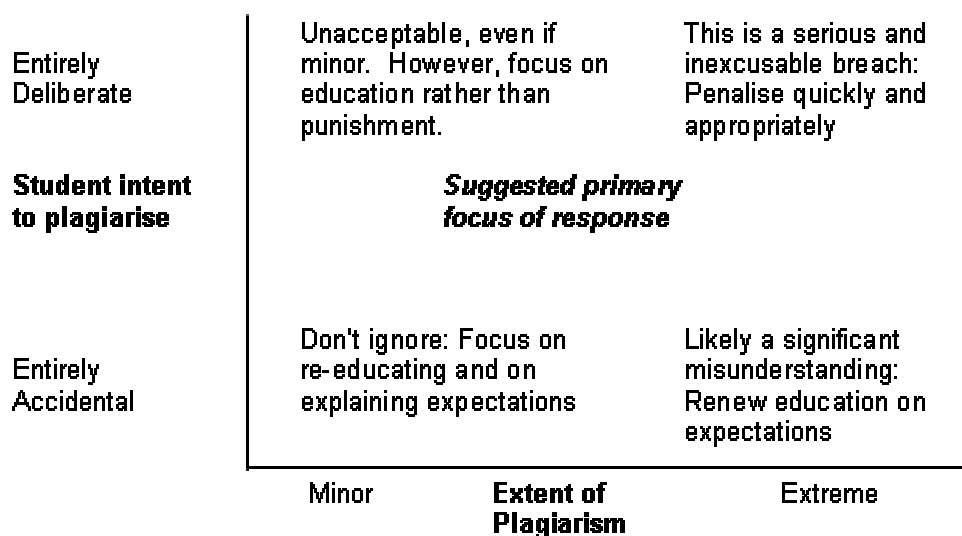 Entirely
Deliberate
Unacceptable, even if
minor. However, focus on
education rather than
punishment.
This is a serious and
inexcusable breach:
Penalise quickly and
appropriately
Student intent
to plagiarise
Suggested primary
focus of response
Entirely
Accidental
Don't ignore: Focus on
re-educating and on
explaining expectations
Likely a significant
misunderstanding:
Renew education on
expectations
Minor
Extent of
Plagiarism
Extreme